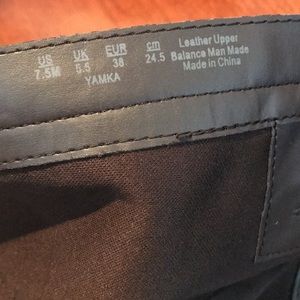 US UK EUR cm Leather Upper
7.5M 5.5 38 24.5 Balance Man Made
YAMKA Made in China